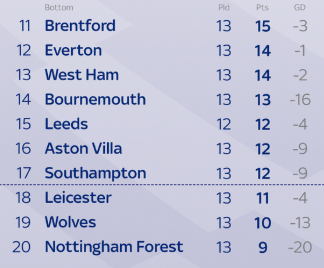 Bottom Pld Pts GD
11 Brentford 13 15 -3
12 Everton 13 14 -1
13 West Ham 13 14 -2
14 Bournemouth 13 13 -16
15 Leeds 12 12 -4
16 Aston Villa 13 12 -9
17 Southampton 13 12 -9
18 Leicester 13 11 -4
19 Wolves 13 10 -13
20 Nottingham Forest 13 9 -20